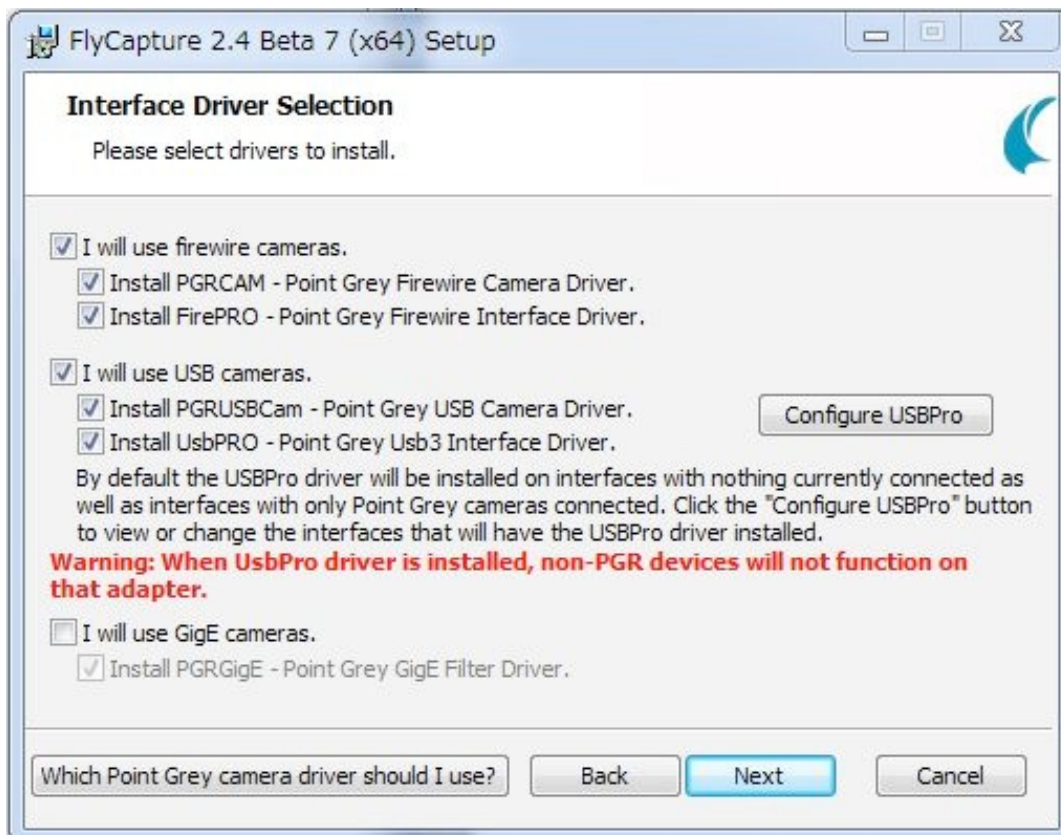 FlyCapture 2.4 Beta 7 (x64) Setup
Interface Driver Selection
Please select drivers to install.
I will use firewire cameras.
Install PGRCAM - Point Grey Firewire Camera Driver.
Install FirePRO - Point Grey Firewire Interface Driver.
I will use USB cameras.
Install PGRUSBCam - Point Grey USB Camera Driver.
Configure USBPro
Install UsbPRO - Point Grey Usb3 Interface Driver.
By default the USBPro driver will be installed on interfaces with nothing currently connected as
well as interfaces with only Point Grey cameras connected. Click the "Configure USBPro" button
to view or change the interfaces that will have the USBPro driver installed.
Warning: When UsbPro driver is installed, non-PGR devices will not function on
that adapter.
I will use GigE cameras.
Install PGRGigE - Point Grey GigE Filter Driver.
Which Point Grey camera driver should I use? Back Next Cancel